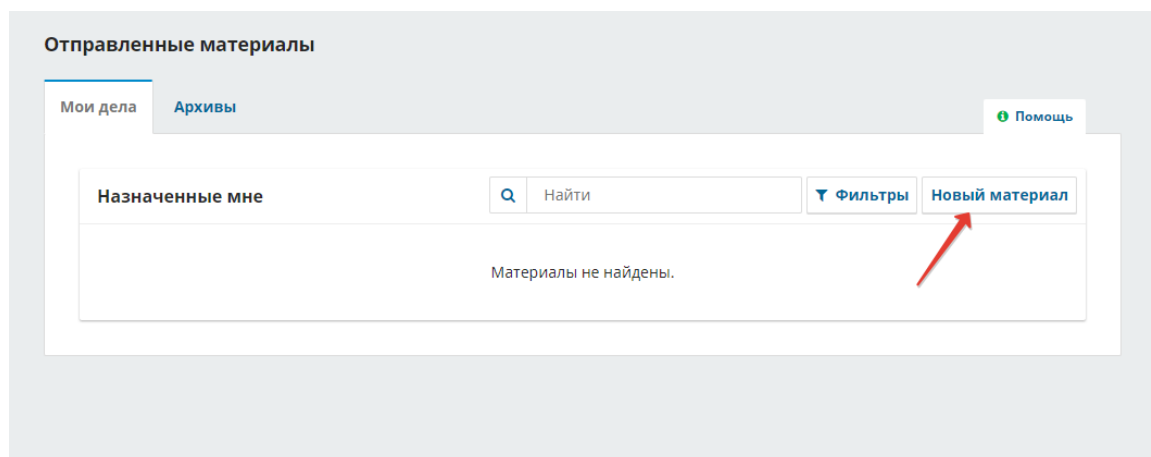 Отправленные материалы
Мои дела Архивы
Помощь
Назначенные мне Найти Фильтры Новый материал
Материалы не найдены.